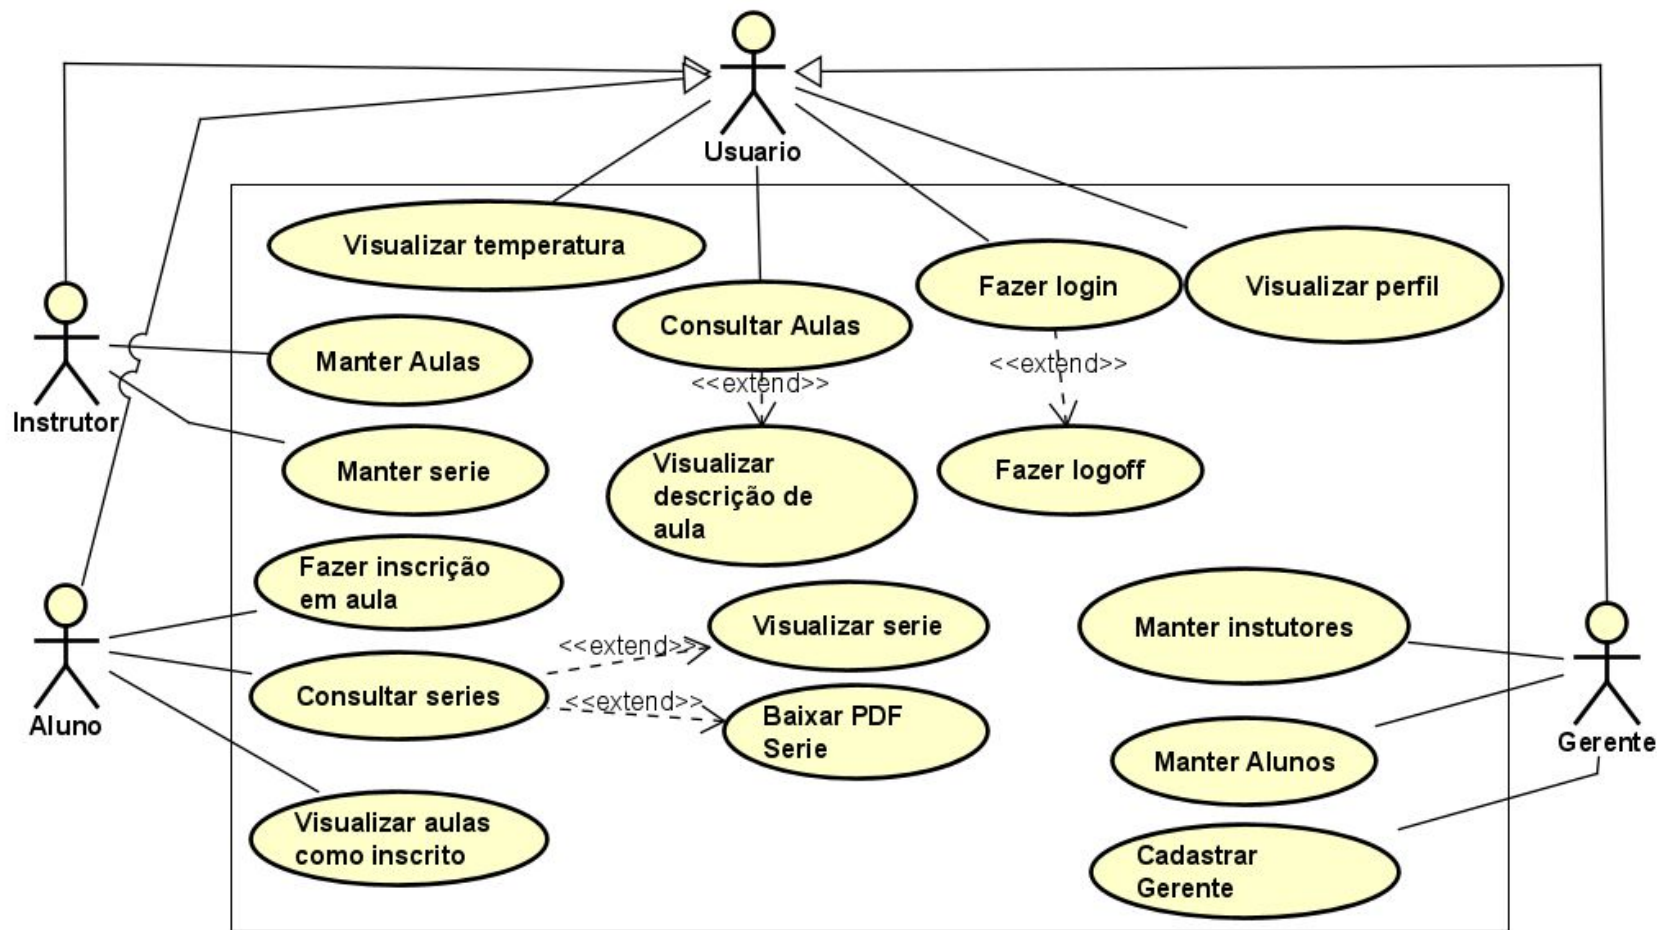 Usuario
Visualizar temperatura
Fazer login
Visualizar perfil
Consultar Aulas
Manter Aulas
<<extend>>
<<extend>>
Instrutor
Manter serie
Visualizar
descrição de
aula
Fazer logoff
Fazer inscrição
em aula
Visualizar serie
Manter instutores
<<extend>>
Consultar series
<<extend>>
Baixar PDF
Serie
Aluno
Gerente
Manter Alunos
Visualizar aulas
como inscrito
Cadastrar
Gerente